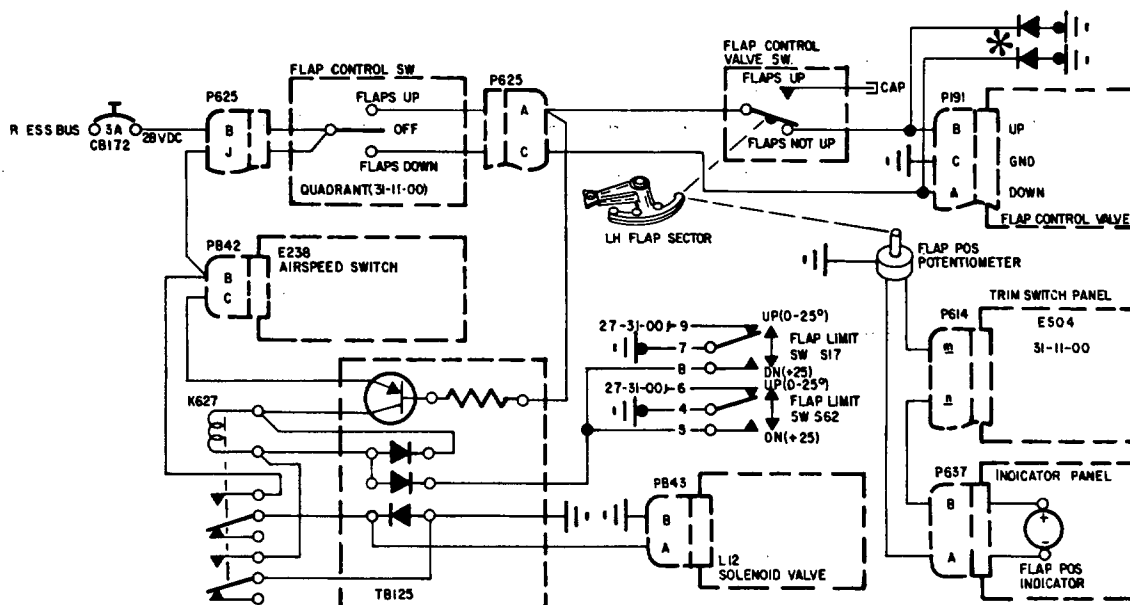 FLAP CONTROL
VALVE SW.
FLAPS UP
CAP
FLAPS NOT UP
FLAP CONTROL SW
P625
FLAPS UP
OFF
FLAPS DOWN
QUADRANT(31-11-00)
P625
A
C
R ESS BUS
3A
CB172
28VDC
B
J
P191
B
UP
C
GND
A
DOWN
FLAP CONTROL VALVE
LH FLAP SECTOR
FLAP POS
POTENTIOMETER
P842
B
C
E238
AIRSPEED SWITCH
TRIM SWITCH PANEL
P614
E504
31-11-00
m
n
27-31-00
9
UP(0-25°)
7
FLAP LIMIT
SW S17
8
DN(+25)
27-31-00
6
UP(0-25°)
4
FLAP LIMIT
SW S62
5
DN(+25)
K627
TB125
P843
B
A
L12
SOLENOID VALVE
P637
INDICATOR PANEL
B
A
+
-
FLAP POS
INDICATOR